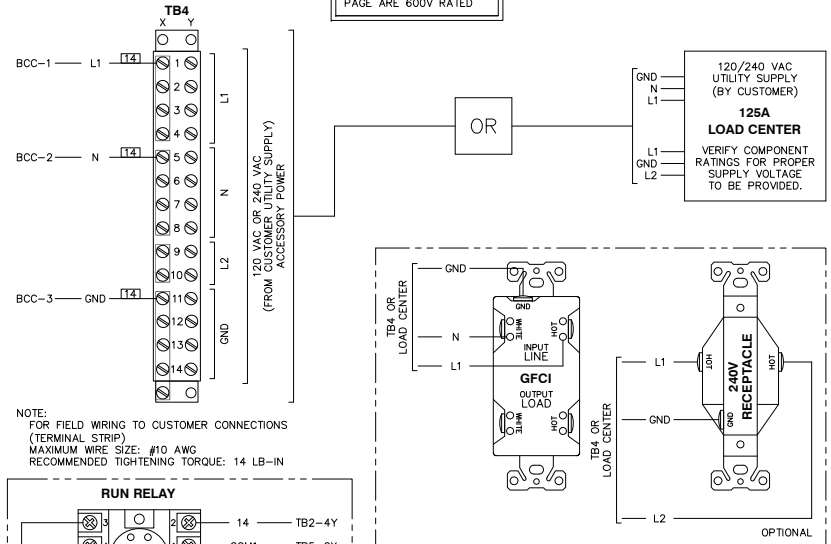 PAGE ARE 600V RATED
TB4
X Y
BCC-1 L1 14
1
2
3
4
L1
BCC-2 N 14
5
6
7
8
N
9
10
L2
BCC-3 GND 14
11
12
13
14
GND
120 VAC OR 240 VAC
(FROM CUSTOMER UTILITY SUPPLY)
ACCESSORY POWER
OR
GND
N
L1
L1
GND
L2
120/240 VAC
UTILITY SUPPLY
(BY CUSTOMER)
125A
LOAD CENTER
VERIFY COMPONENT
RATINGS FOR PROPER
SUPPLY VOLTAGE
TO BE PROVIDED.
NOTE:
FOR FIELD WIRING TO CUSTOMER CONNECTIONS
(TERMINAL STRIP)
MAXIMUM WIRE SIZE: #10 AWG
RECOMMENDED TIGHTENING TORQUE: 14 LB-IN
TB4 OR
LOAD CENTER
GND
N
L1
GND
WHITE
HOT
INPUT
LINE
GFCI
OUTPUT
LOAD
WHITE
HOT
TB4 OR
LOAD CENTER
L1
GND
L2
HOT
240V
RECEPTACLE
HOT
GND
OPTIONAL
RUN RELAY
3
2
14 TB2-4Y